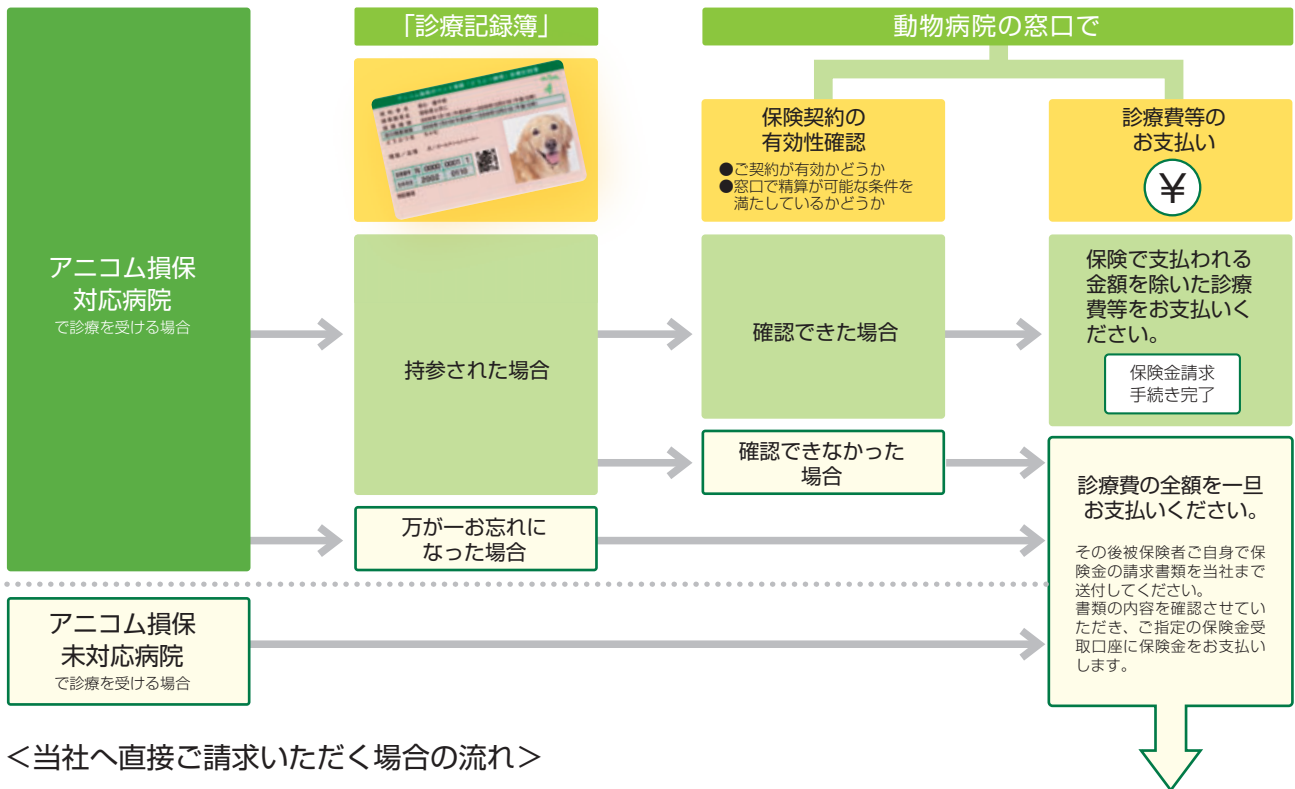 「診療記録簿」
動物病院の窓口で
保険契約の
有効性確認
●ご契約が有効かどうか
●窓口で精算が可能な条件を
満たしているかどうか
診療費等の
お支払い
¥
アニコム損保
対応病院
で診療を受ける場合
持参された場合
確認できた場合
保険で支払われる
金額を除いた診療
費等をお支払いく
ださい。
保険金請求
手続き完了
確認できなかった
場合
万が一お忘れに
なった場合
診療費の全額を一旦
お支払いください。
その後被保険者ご自身で保
険金の請求書類を当社まで
送付してください。
書類の内容を確認させてい
ただき、ご指定の保険金受
取口座に保険金をお支払い
します。
アニコム損保
未対応病院
で診療を受ける場合
＜当社へ直接ご請求いただく場合の流れ＞